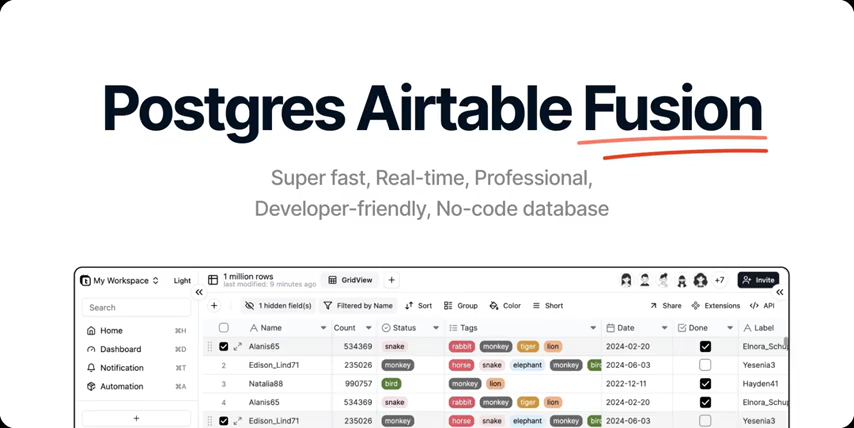 Postgres Airtable Fusion
Super fast, Real-time, Professional,
Developer-friendly, No-code database
My Workspace Light
1 million rows
last modified: 9 minutes ago
GridView
+7
Invite
Search
1 hidden field(s) Filtered by Name Sort Group Color Short Share Extensions API
Home ⌘H
Dashboard ⌘D
Notification ⌘T
Automation ⌘A
+
Name Count Status Tags Date Done Label
Alanis65 534369 snake rabbit monkey tiger lion 2024-02-20 Elnora_Schup
2 Edison_Lind71 235026 monkey horse snake elephant monkey bird 2024-06-03 Yesenia3
3 Natalia88 990757 bird monkey lion 2022-12-11 Hayden41
4 Alanis65 534369 snake rabbit monkey tiger lion 2024-02-20 Elnora_Schup
Edison_Lind71 235026 monkey horse snake elephant monkey bird 2024-06-03 Yesenia3